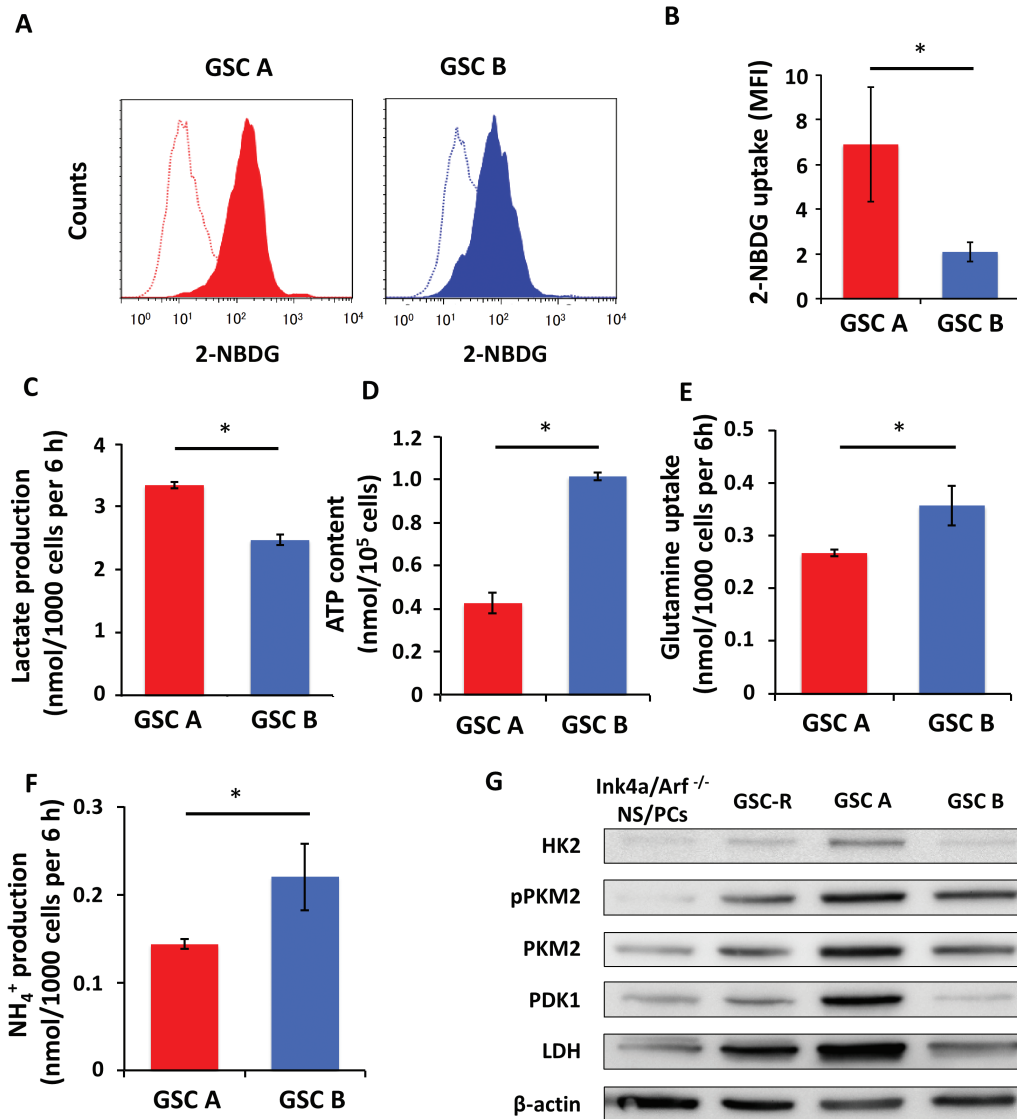 A
GSC A
GSC B
Counts
10⁰ 10¹ 10² 10³ 10⁴
2-NBDG
10⁰ 10¹ 10² 10³ 10⁴
2-NBDG
B
2-NBDG uptake (MFI)
10
8
6
4
2
0
*
GSC A GSC B
C
Lactate production
(nmol/1000 cells per 6 h)
4
3
2
1
0
*
GSC A GSC B
D
ATP content
(nmol/10⁵ cells)
1.2
1.0
0.8
0.6
0.4
0.2
0
*
GSC A GSC B
E
Glutamine uptake
(nmol/1000 cells per 6h)
0.5
0.4
0.3
0.2
0.1
0
*
GSC A GSC B
F
NH₄⁺ production
(nmol/1000 cells per 6 h)
0.3
0.2
0.1
0
*
GSC A GSC B
G
Ink4a/Arf ⁻/⁻
NS/PCs
GSC-R
GSC A
GSC B
HK2
pPKM2
PKM2
PDK1
LDH
β-actin